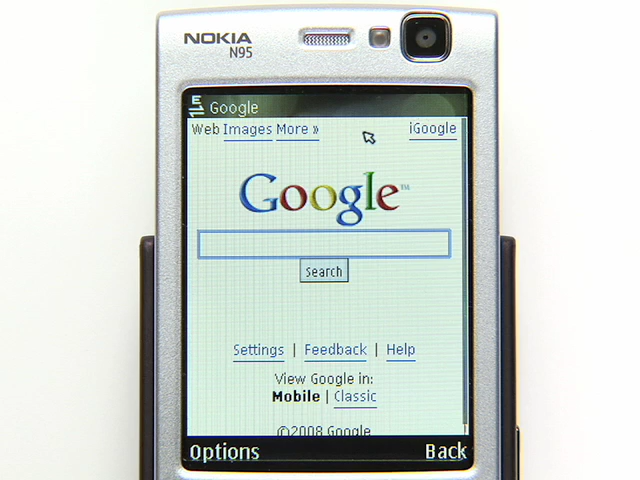 NOKIA
N95
Google
Web Images More » iGoogle
Google™
Search
Settings | Feedback | Help
View Google in:
Mobile | Classic
©2008 Google
Options Back